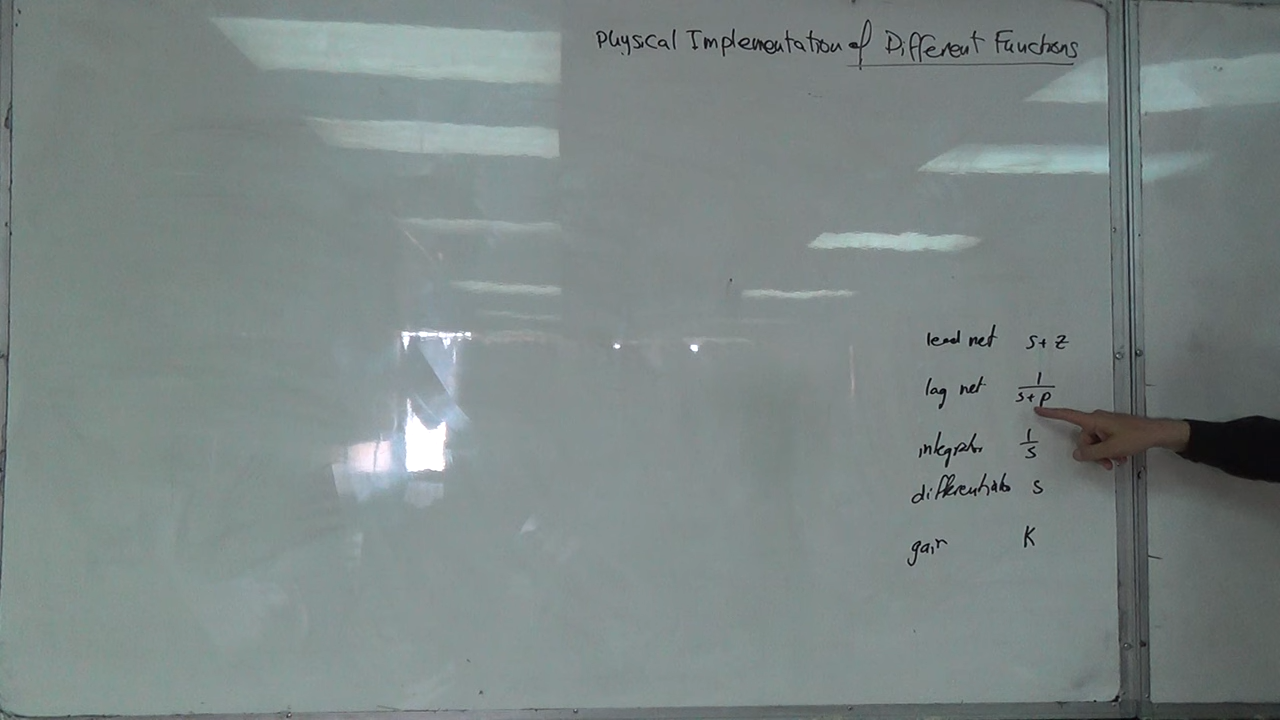 Physical Implementation of Different Functions
lead net s+z
lag net 1/(s+p)
integrator 1/s
differentiator s
gain K